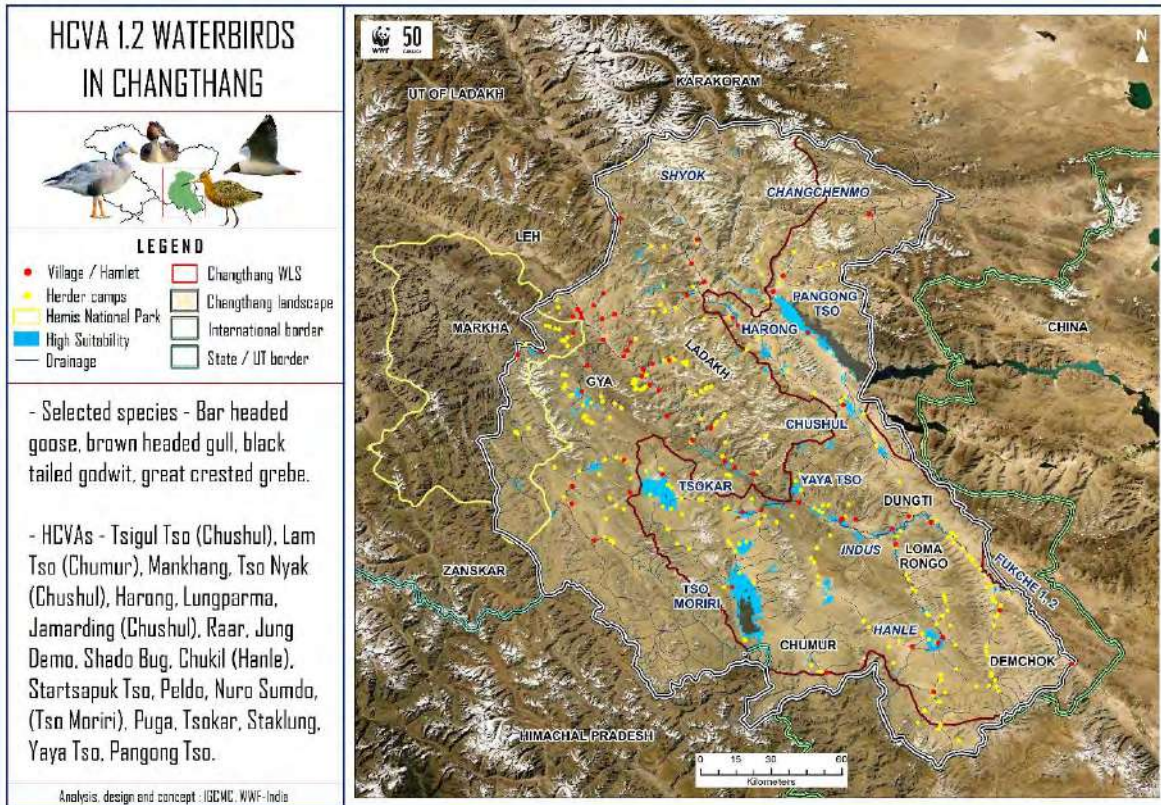 HCVA 1.2 WATERBIRDS
IN CHANGTHANG
LEGEND
Village / Hamlet
Herder camps
Hemis National Park
High Suitability
Drainage
Changthang WLS
Changthang landscape
International border
State / UT border
- Selected species - Bar headed
goose, brown headed gull, black
tailed godwit, great crested grebe.
- HCVAs - Tsigul Tso (Chushul), Lam
Tso (Chumur), Mankhang, Tso Nyak
(Chushul), Harong, Lungparma,
Jamarding (Chushul), Raar, Jung
Demo, Shado Bug, Chukil (Hanle),
Startsapuk Tso, Peldo, Nuro Sumdo,
(Tso Moriri), Puga, Tsokar, Staklung,
Yaya Tso, Pangong Tso.
Analysis, design and concept : IGCMC, WWF-India
WWF
50
N
KARAKORAM
UT OF LADAKH
SHYOK
CHANGCHENMO
LEH
PANGONG
TSO
CHINA
MARKHA
HARONG
LADAKH
GYA
CHUSHUL
TSOKAR
YAYA TSO
DUNGTI
INDUS
LOMA
RONGO
FUKCHE 1-2
ZANSKAR
TSO
MORIRI
HANLE
CHUMUR
DEMCHOK
HIMACHAL PRADESH
0 15 30 60
Kilometers